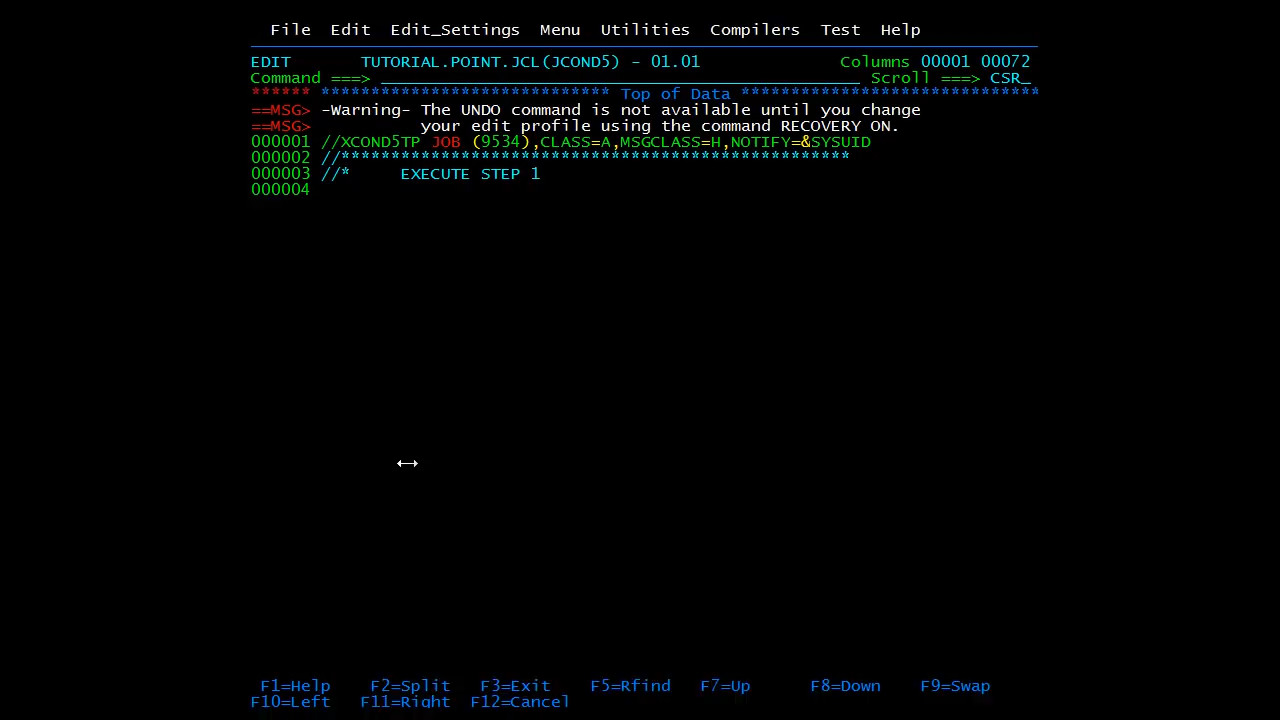 File  Edit  Edit_Settings  Menu  Utilities  Compilers  Test  Help
EDIT       TUTORIAL.POINT.JCL(JCOND5) - 01.01              Columns 00001 00072
Command ===> ________________________________________________ Scroll ===> CSR_
****** ***************************** Top of Data ******************************
==MSG> -Warning- The UNDO command is not available until you change
==MSG>           your edit profile using the command RECOVERY ON.
000001 //XCOND5TP JOB (9534),CLASS=A,MSGCLASS=H,NOTIFY=&SYSUID
000002 //***************************************************
000003 //*     EXECUTE STEP 1
000004
F1=Help    F2=Split   F3=Exit    F5=Rfind   F7=Up      F8=Down    F9=Swap
F10=Left   F11=Right  F12=Cancel